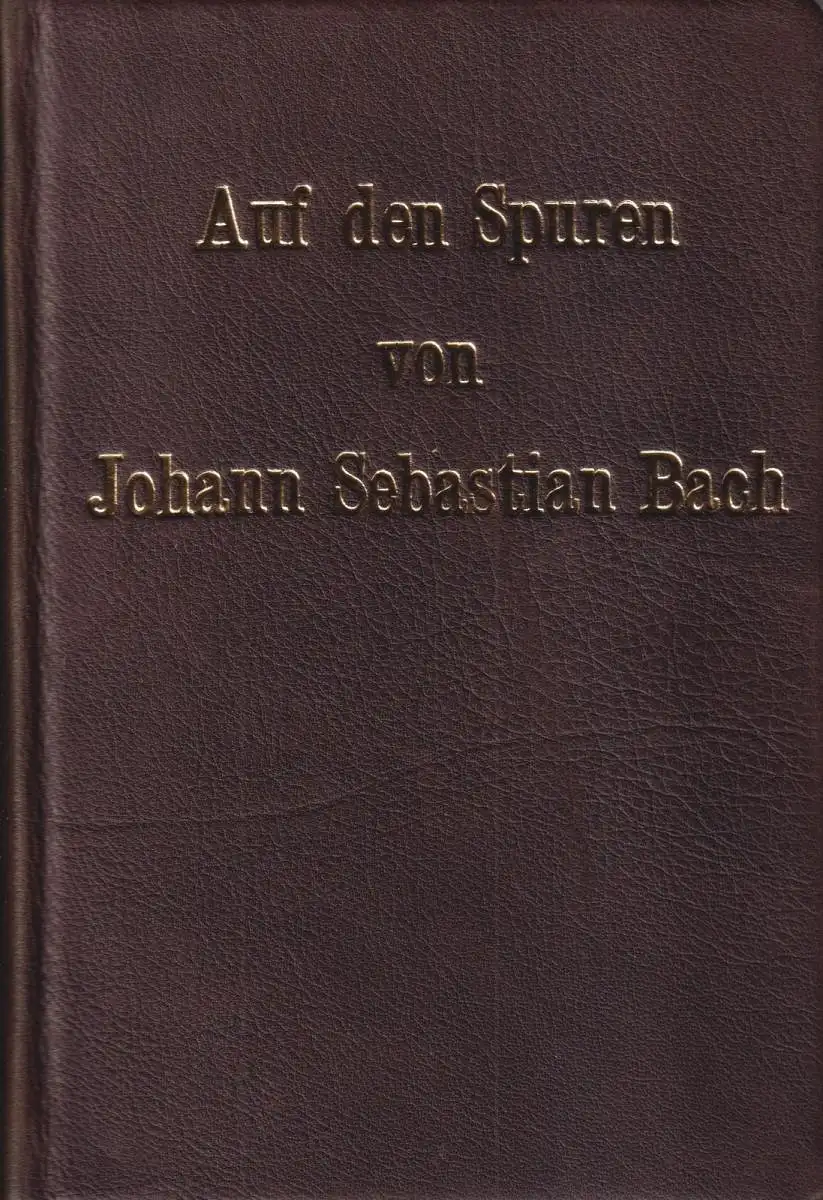 Auf den Spuren
von
Johann Sebastian Bach